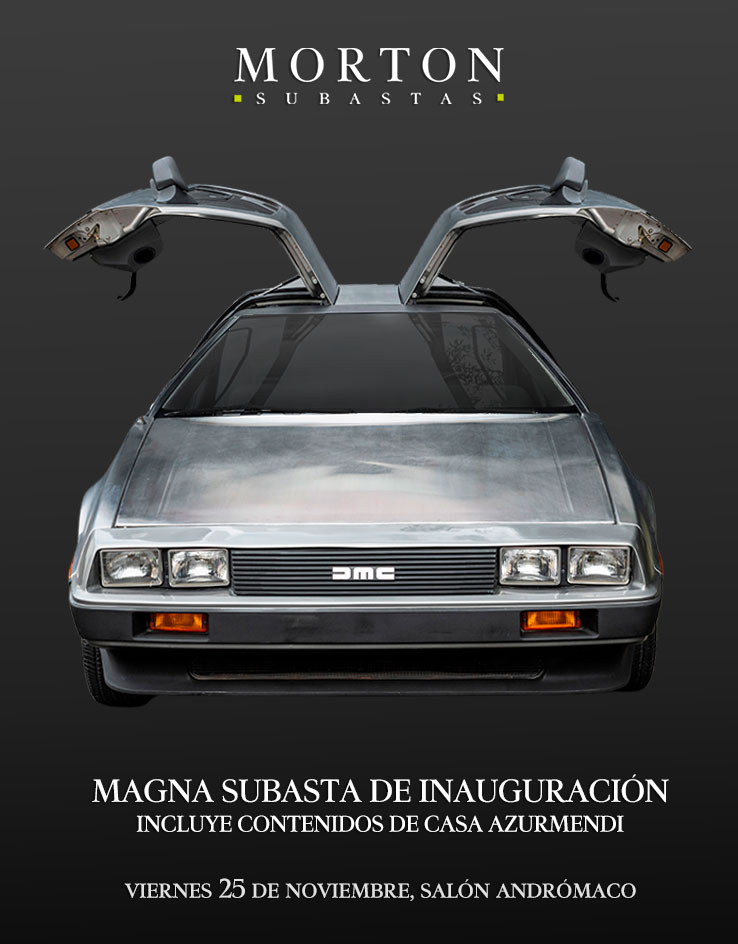 MORTON
SUBASTAS
DMC
MAGNA SUBASTA DE INAUGURACIÓN
INCLUYE CONTENIDOS DE CASA AZURMENDI
VIERNES 25 DE NOVIEMBRE, SALÓN ANDRÓMACO